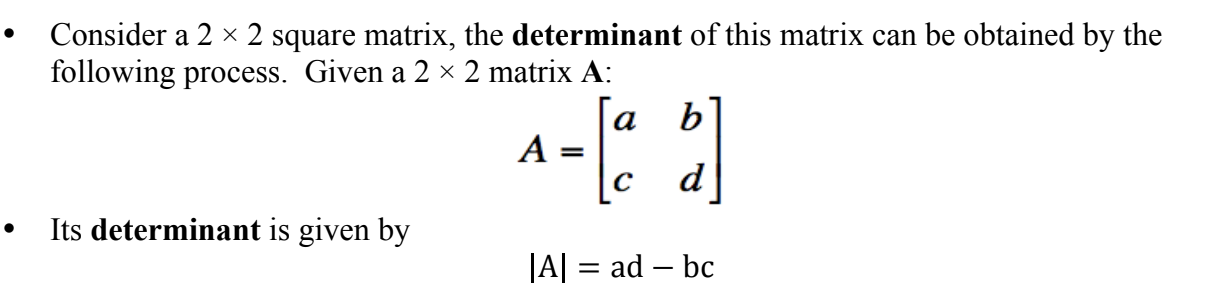 • Consider a 2 × 2 square matrix, the determinant of this matrix can be obtained by the
following process. Given a 2 × 2 matrix A:
A = [a b
c d]
• Its determinant is given by
|A| = ad − bc